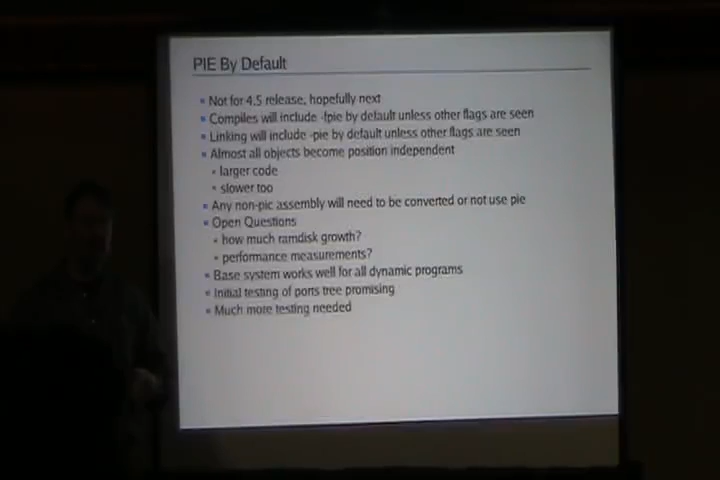 PIE By Default
Not for 4.5 release, hopefully next
Compiles will include -fpie by default unless other flags are seen
Linking will include -pie by default unless other flags are seen
Almost all objects become position independent
larger code
slower too
Any non-pic assembly will need to be converted or not use pie
Open Questions
how much ramdisk growth?
performance measurements?
Base system works well for all dynamic programs
Initial testing of ports tree promising
Much more testing needed